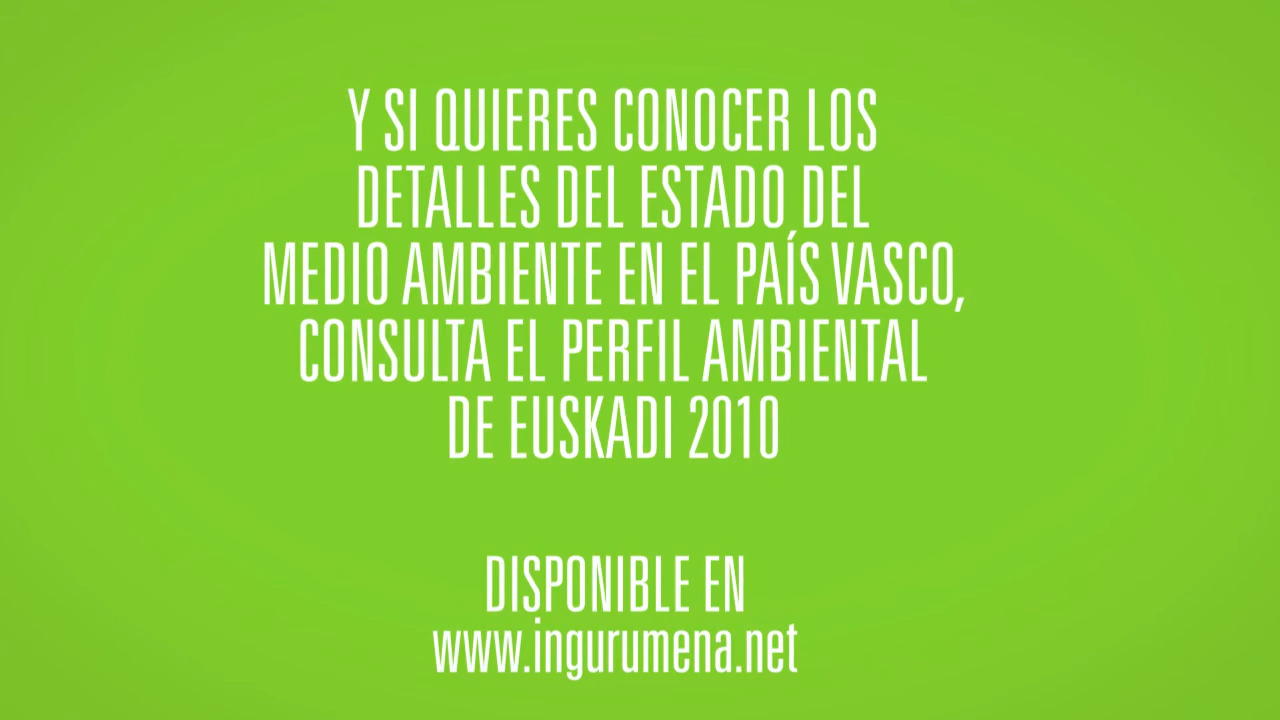 Y SI QUIERES CONOCER LOS
DETALLES DEL ESTADO DEL
MEDIO AMBIENTE EN EL PAÍS VASCO,
CONSULTA EL PERFIL AMBIENTAL
DE EUSKADI 2010
DISPONIBLE EN
www.ingurumena.net